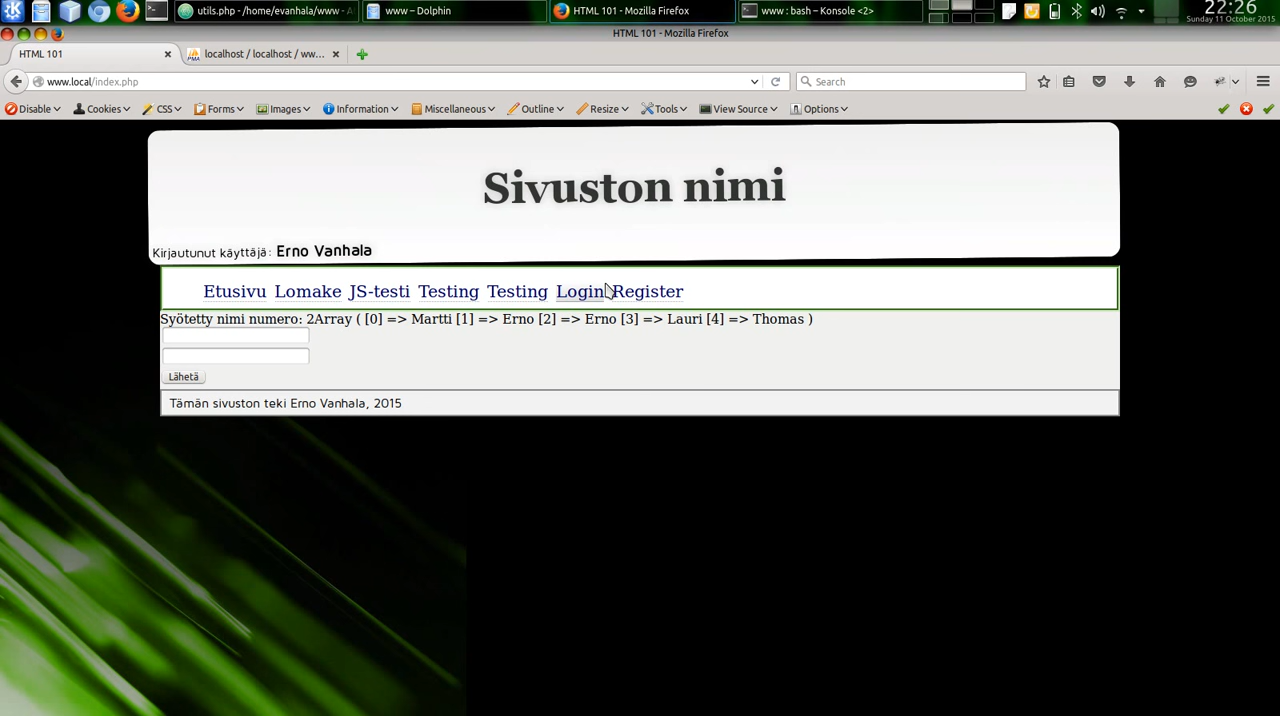 utils.php - /home/evanhala/www - A
www – Dolphin
HTML 101 - Mozilla Firefox
www : bash – Konsole <2>
22:26
Sunday 11 October 2015
HTML 101 - Mozilla Firefox
HTML 101
localhost / localhost / ww...
www.local/index.php
Search
Disable
Cookies
CSS
Forms
Images
Information
Miscellaneous
Outline
Resize
Tools
View Source
Options
Sivuston nimi
Kirjautunut käyttäjä: Erno Vanhala
Etusivu Lomake JS-testi Testing Testing Login Register
Syötetty nimi numero: 2Array ( [0] => Martti [1] => Erno [2] => Erno [3] => Lauri [4] => Thomas )
Lähetä
Tämän sivuston teki Erno Vanhala, 2015